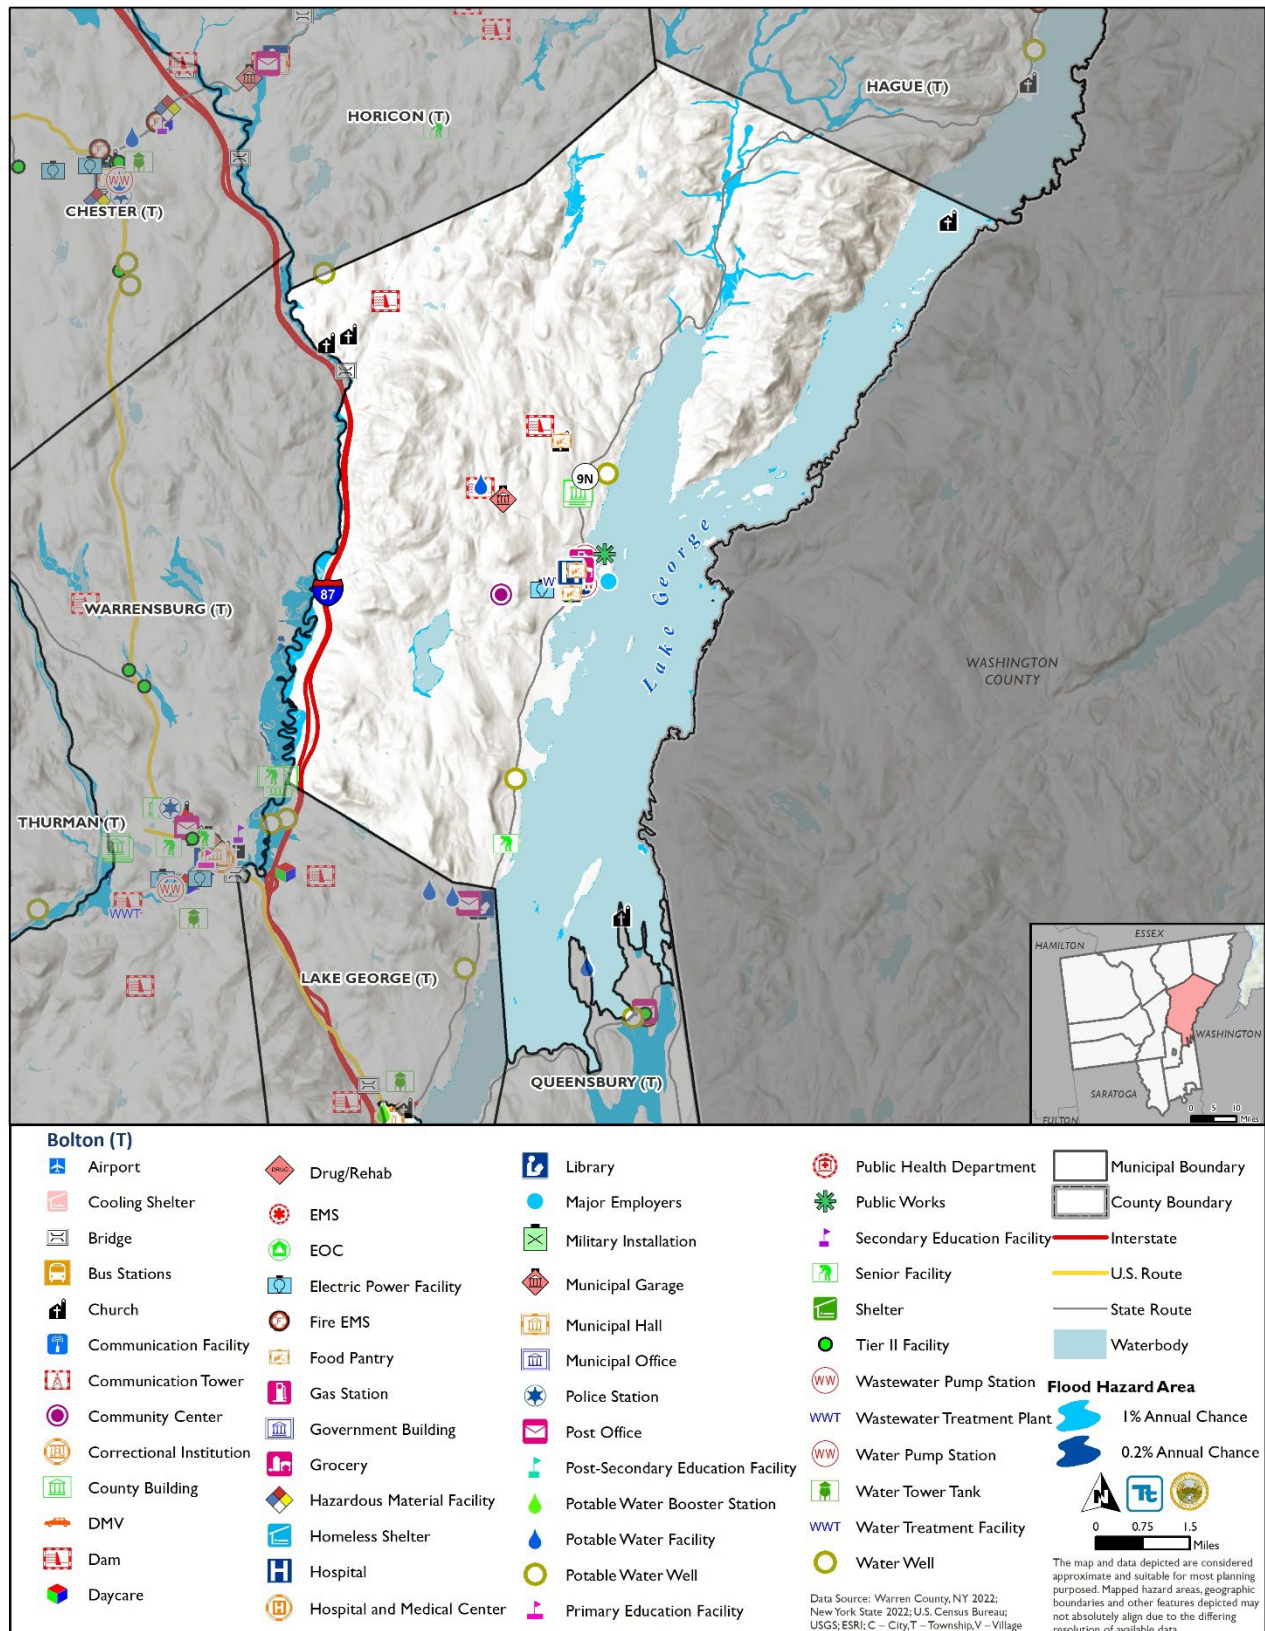 HAGUE (T)
HORICON (T)
CHESTER (T)
9N
WARRENSBURG (T)
87
Lake George
WASHINGTON
COUNTY
THURMAN (T)
WW
WWT
LAKE GEORGE (T)
QUEENSBURY (T)
ESSEX
HAMILTON
WASHINGTON
SARATOGA
FULTON
0 5 10
Miles
Bolton (T)
Airport
Cooling Shelter
Bridge
Bus Stations
Church
Communication Facility
Communication Tower
Community Center
Correctional Institution
County Building
DMV
Dam
Daycare
DRUG Drug/Rehab
EMS
EOC
Electric Power Facility
F Fire EMS
Food Pantry
Gas Station
Government Building
Grocery
Hazardous Material Facility
Homeless Shelter
H Hospital
H Hospital and Medical Center
Library
Major Employers
Military Installation
Municipal Garage
Municipal Hall
Municipal Office
Police Station
Post Office
Post-Secondary Education Facility
Potable Water Booster Station
Potable Water Facility
Potable Water Well
Primary Education Facility
Public Health Department
Public Works
Secondary Education Facility
Senior Facility
Shelter
Tier II Facility
WW Wastewater Pump Station
WWT Wastewater Treatment Plant
WW Water Pump Station
Water Tower Tank
WWT Water Treatment Facility
Water Well
Data Source: Warren County, NY 2022;
New York State 2022; U.S. Census Bureau;
USGS; ESRI; C – City, T – Township, V – Village
Municipal Boundary
County Boundary
Interstate
U.S. Route
State Route
Waterbody
Flood Hazard Area
1% Annual Chance
0.2% Annual Chance
N Tt
0 0.75 1.5
Miles
The map and data depicted are considered
approximate and suitable for most planning
purposed. Mapped hazard areas, geographic
boundaries and other features depicted may
not absolutely align due to the differing
resolution of available data.